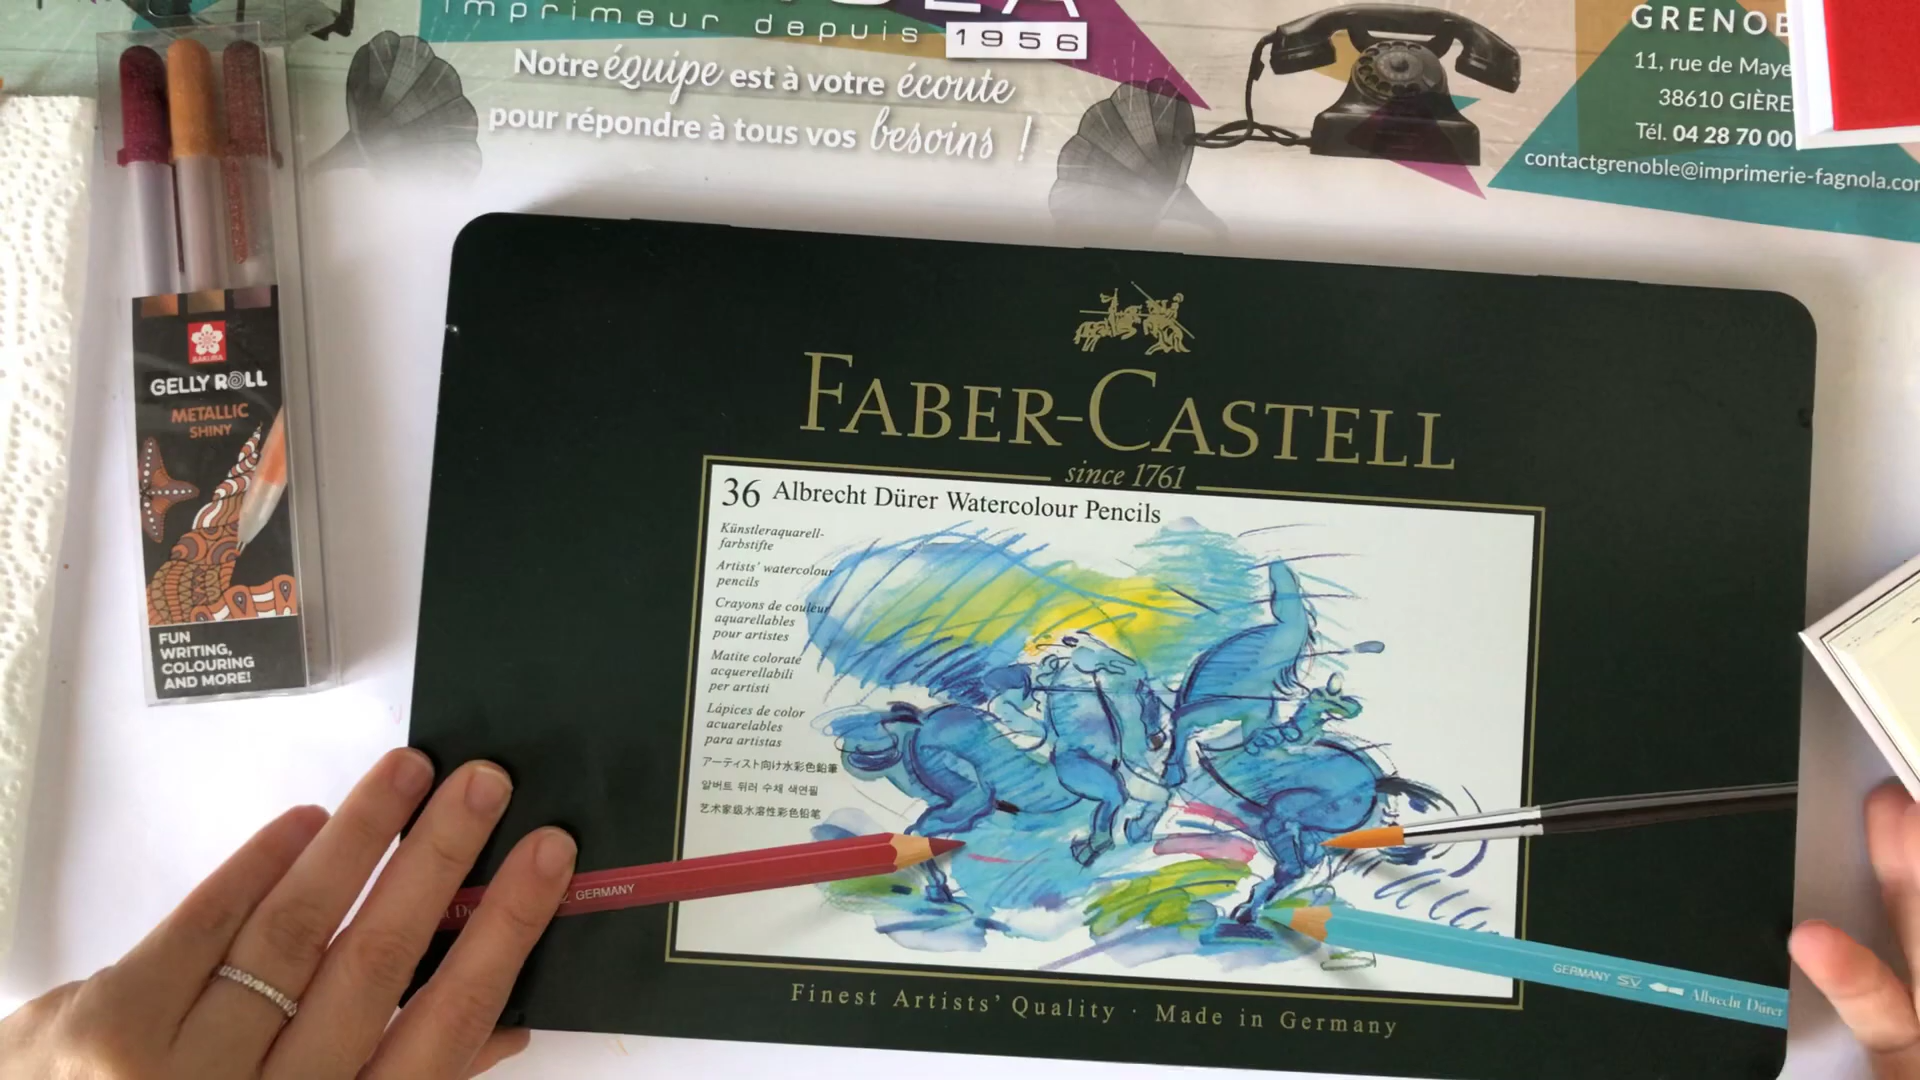 imprimeur depuis 1956
Notre équipe est à votre écoute
pour répondre à tous vos besoins !
11, rue de
38610
Tél. 04 28 70 00
contactgrenoble@imprimerie-fagnola.com
SAKURA
GELLY ROLL
METALLIC
SHINY
FUN
WRITING,
COLOURING
AND MORE!
FABER-CASTELL
since 1761
36 Albrecht Dürer Watercolour Pencils
Künstleraquarell-
farbstifte
Artists' watercolour
pencils
Crayons de couleur
aquarellables
pour artistes
Matite colorate
acquerellabili
per artisti
Lápices de color
acuarelables
para artistas
アーティスト向け水彩色鉛筆
알버트 뒤러 수채 색연필
艺术家级水溶性彩色铅笔
GERMANY
GERMANY SV Albrecht Dürer
Finest Artists' Quality · Made in Germany